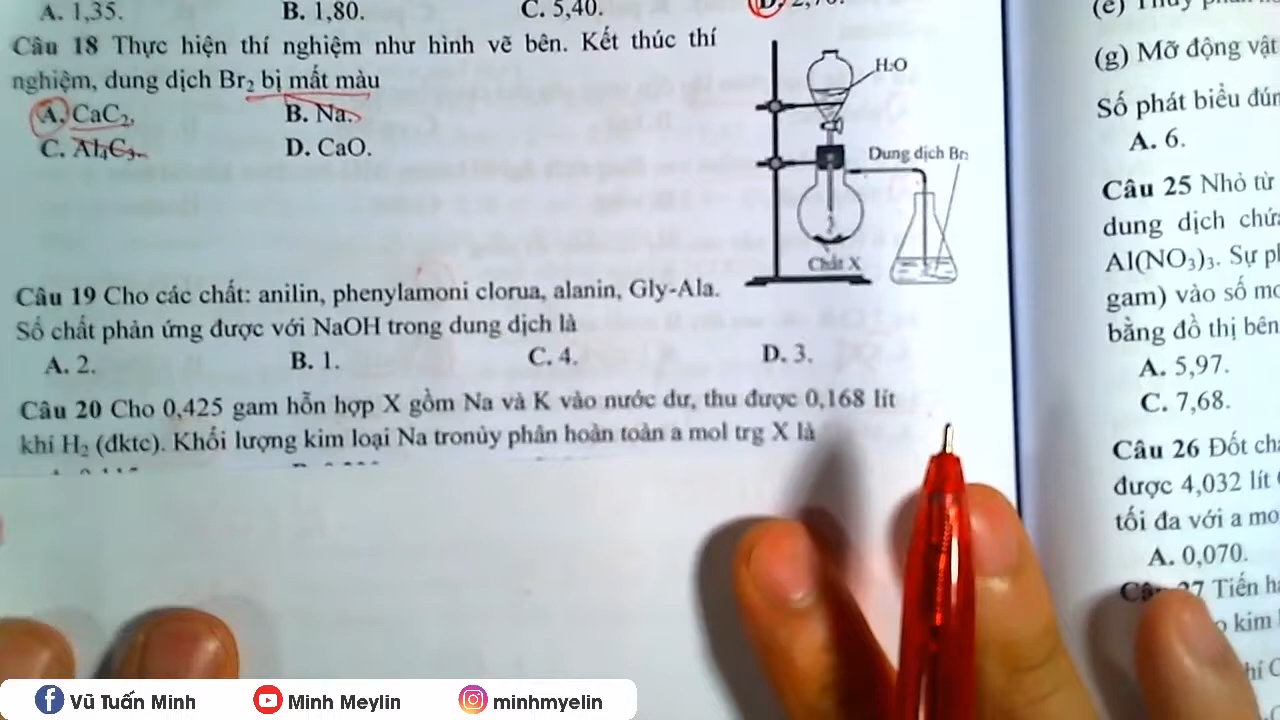 A. 1,35. B. 1,80. C. 5,40.
Câu 18 Thực hiện thí nghiệm như hình vẽ bên. Kết thúc thí
nghiệm, dung dịch Br₂ bị mất màu
A. CaC₂. B. Na.
C. Al₄C₃. D. CaO.
H₂O
Dung dịch Br₂
Chất X
Câu 19 Cho các chất: anilin, phenylamoni clorua, alanin, Gly-Ala.
Số chất phản ứng được với NaOH trong dung dịch là
A. 2. B. 1. C. 4. D. 3.
Câu 20 Cho 0,425 gam hỗn hợp X gồm Na và K vào nước dư, thu được 0,168 lít
khí H₂ (đktc). Khối lượng kim loại Na tronủy phân hoàn toàn a mol trg X là
(g) Mỡ động vật
Số phát biểu
A. 6.
Câu 25 Nhỏ từ
dung dịch
Al(NO₃)₃. Sự
gam) vào số
bằng đồ thị bên
A. 5,97.
C. 7,68.
Câu 26 Đốt
được 4,032 lít
tối đa với a
A. 0,070.
Tiến
kim
Vũ Tuấn Minh Minh Meylin minhmyelin